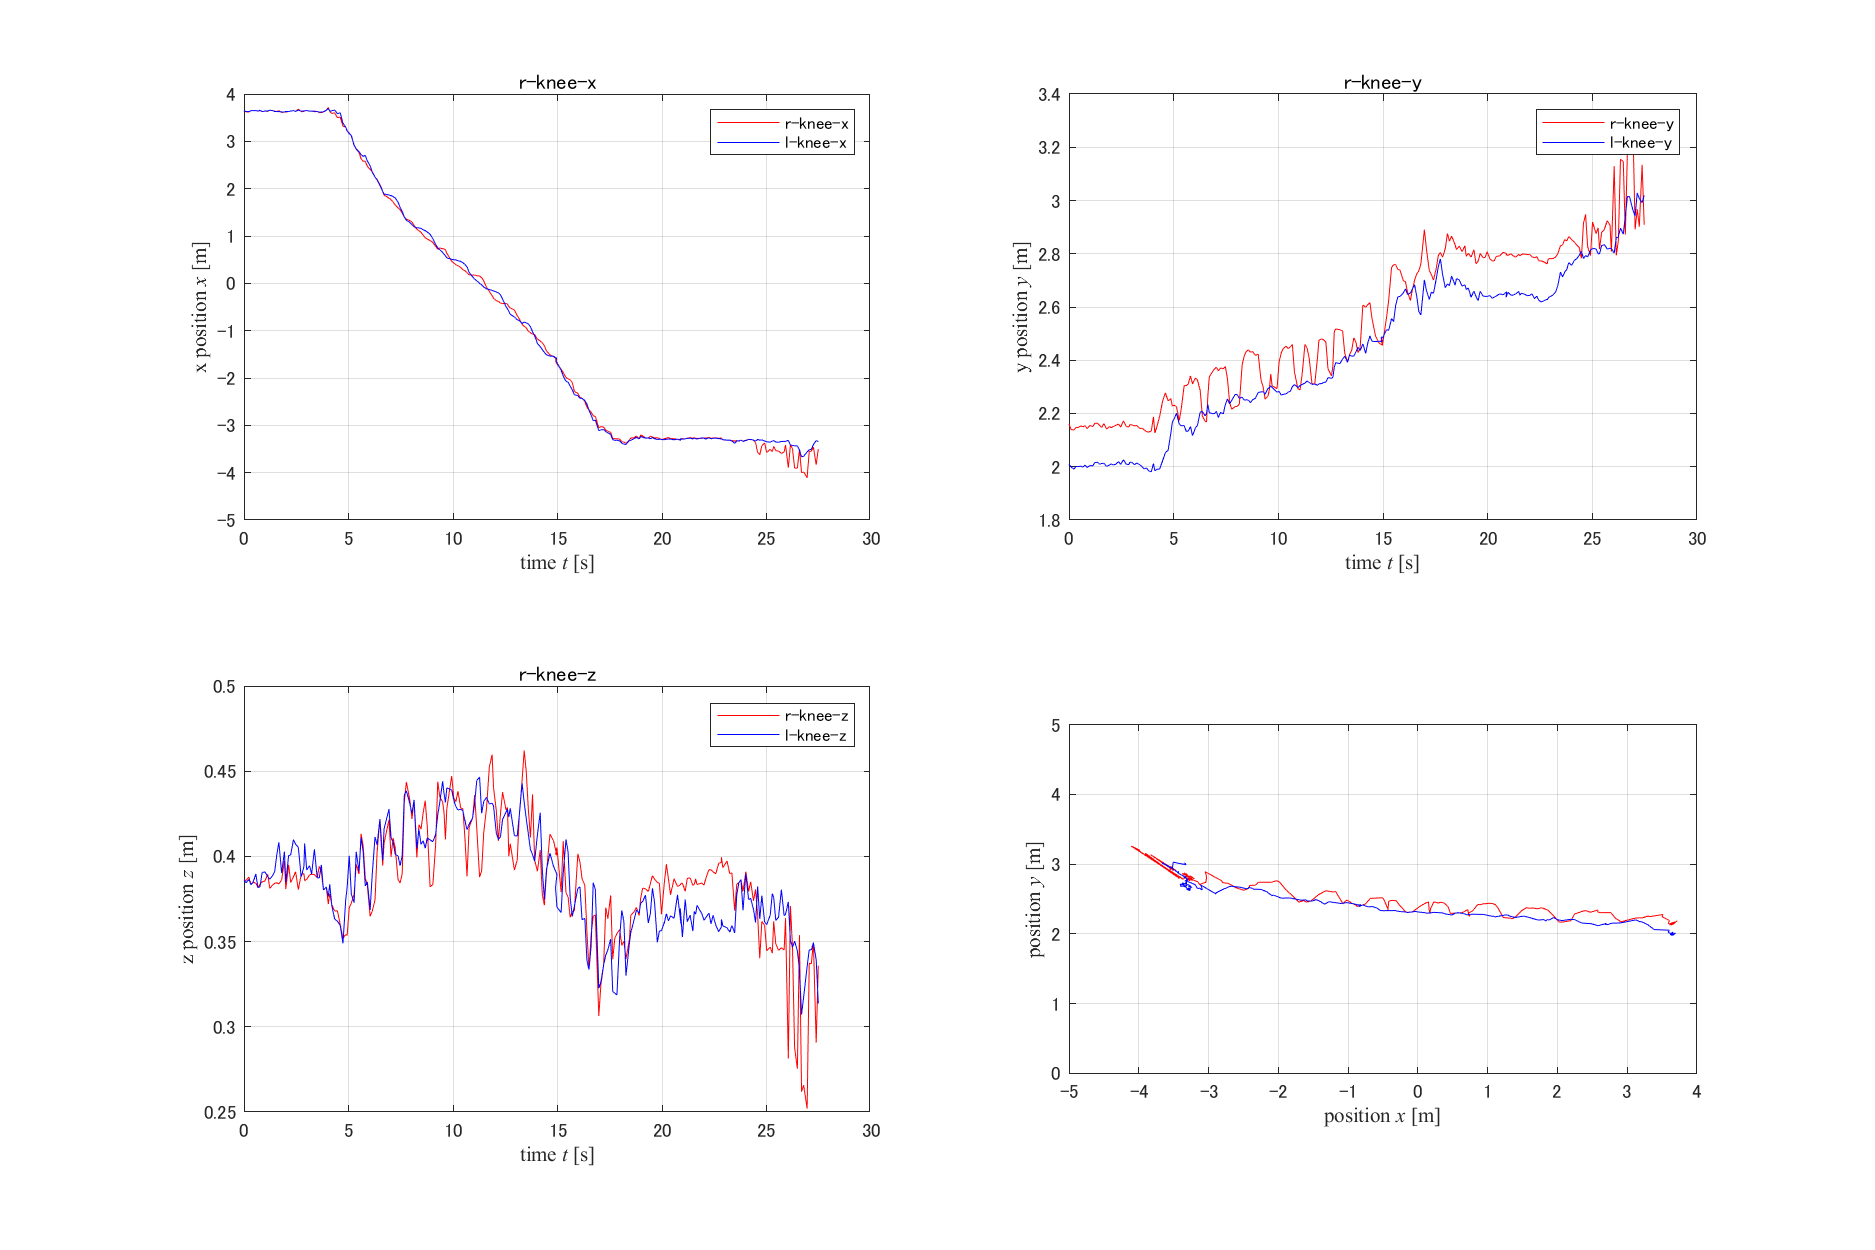 r-knee-x
4
3
2
1
0
-1
-2
-3
-4
-5
x position x [m]
r-knee-x
l-knee-x
0 5 10 15 20 25 30
time t [s]
r-knee-y
3.4
3.2
3
2.8
2.6
2.4
2.2
2
1.8
y position y [m]
r-knee-y
l-knee-y
0 5 10 15 20 25 30
time t [s]
r-knee-z
0.5
0.45
0.4
0.35
0.3
0.25
z position z [m]
r-knee-z
l-knee-z
0 5 10 15 20 25 30
time t [s]
5
4
3
2
1
0
position y [m]
-5 -4 -3 -2 -1 0 1 2 3 4
position x [m]